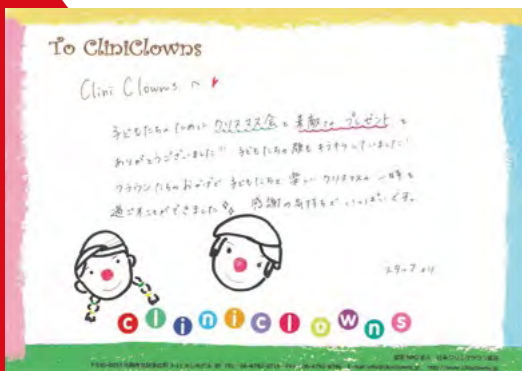 To CliniClowns
Clini Clowns へ
子どもたちのために クリスマス会と素敵なプレゼントを
ありがとうございました!! 子どもたちの顔もキラキラしていました!
クラウンたちのおかげで子どもたちと楽しいクリスマスの一時を
過ごすことができました 感謝の気持ちでいっぱいです。
スタッフより
cliniclowns